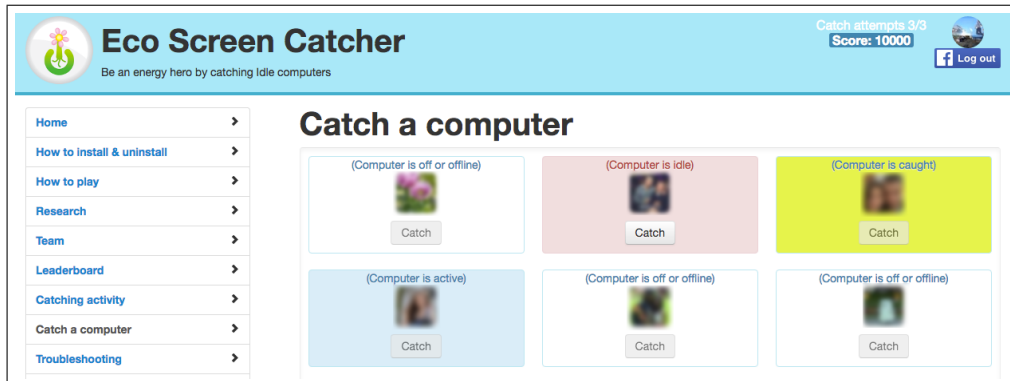 Eco Screen Catcher
Be an energy hero by catching Idle computers
Catch attempts 3/3
Score: 10000
f Log out
Home
How to install & uninstall
How to play
Research
Team
Leaderboard
Catching activity
Catch a computer
Troubleshooting
Catch a computer
(Computer is off or offline)
Catch
(Computer is idle)
Catch
(Computer is caught)
Catch
(Computer is active)
Catch
(Computer is off or offline)
Catch
(Computer is off or offline)
Catch